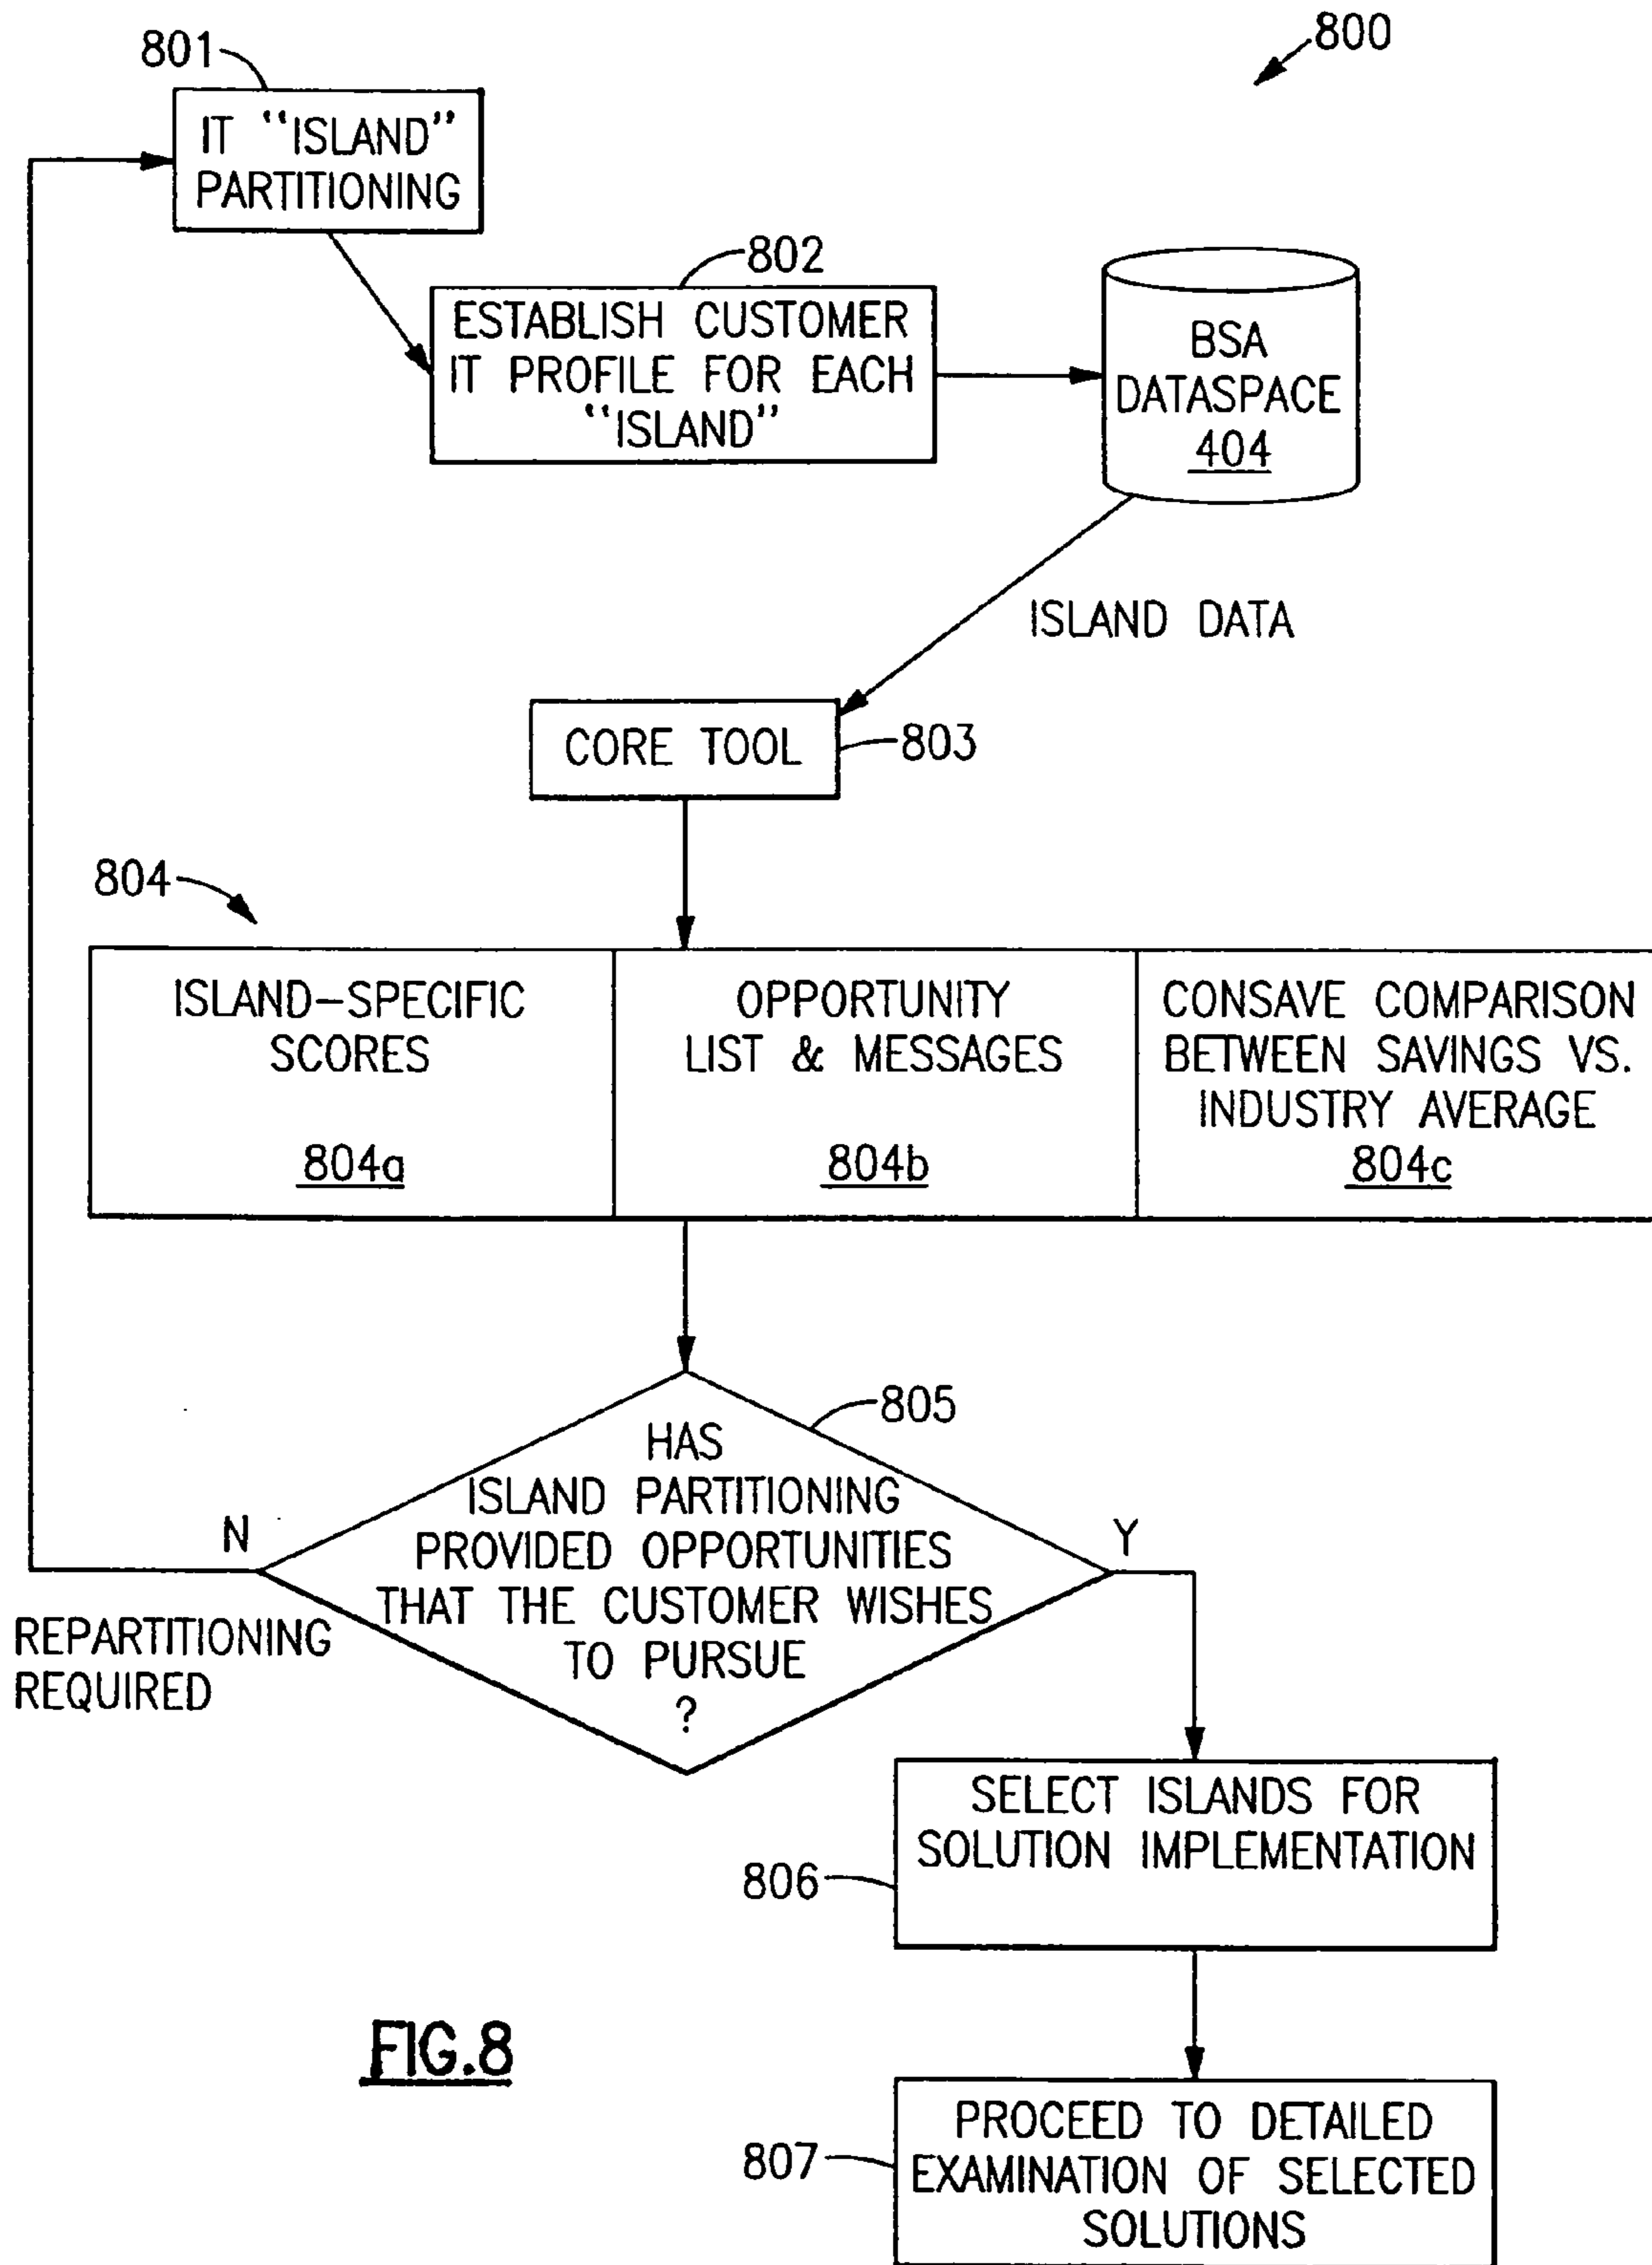 800
801
IT "ISLAND"
PARTITIONING
802
ESTABLISH CUSTOMER
IT PROFILE FOR EACH
"ISLAND"
BSA
DATASPACE
404
ISLAND DATA
CORE TOOL
803
804
ISLAND-SPECIFIC
SCORES
804a
OPPORTUNITY
LIST & MESSAGES
804b
CONSAVE COMPARISON
BETWEEN SAVINGS VS.
INDUSTRY AVERAGE
804c
805
HAS
ISLAND PARTITIONING
PROVIDED OPPORTUNITIES
THAT THE CUSTOMER WISHES
TO PURSUE
?
N
Y
REPARTITIONING
REQUIRED
SELECT ISLANDS FOR
SOLUTION IMPLEMENTATION
806
PROCEED TO DETAILED
EXAMINATION OF SELECTED
SOLUTIONS
807
FIG.8